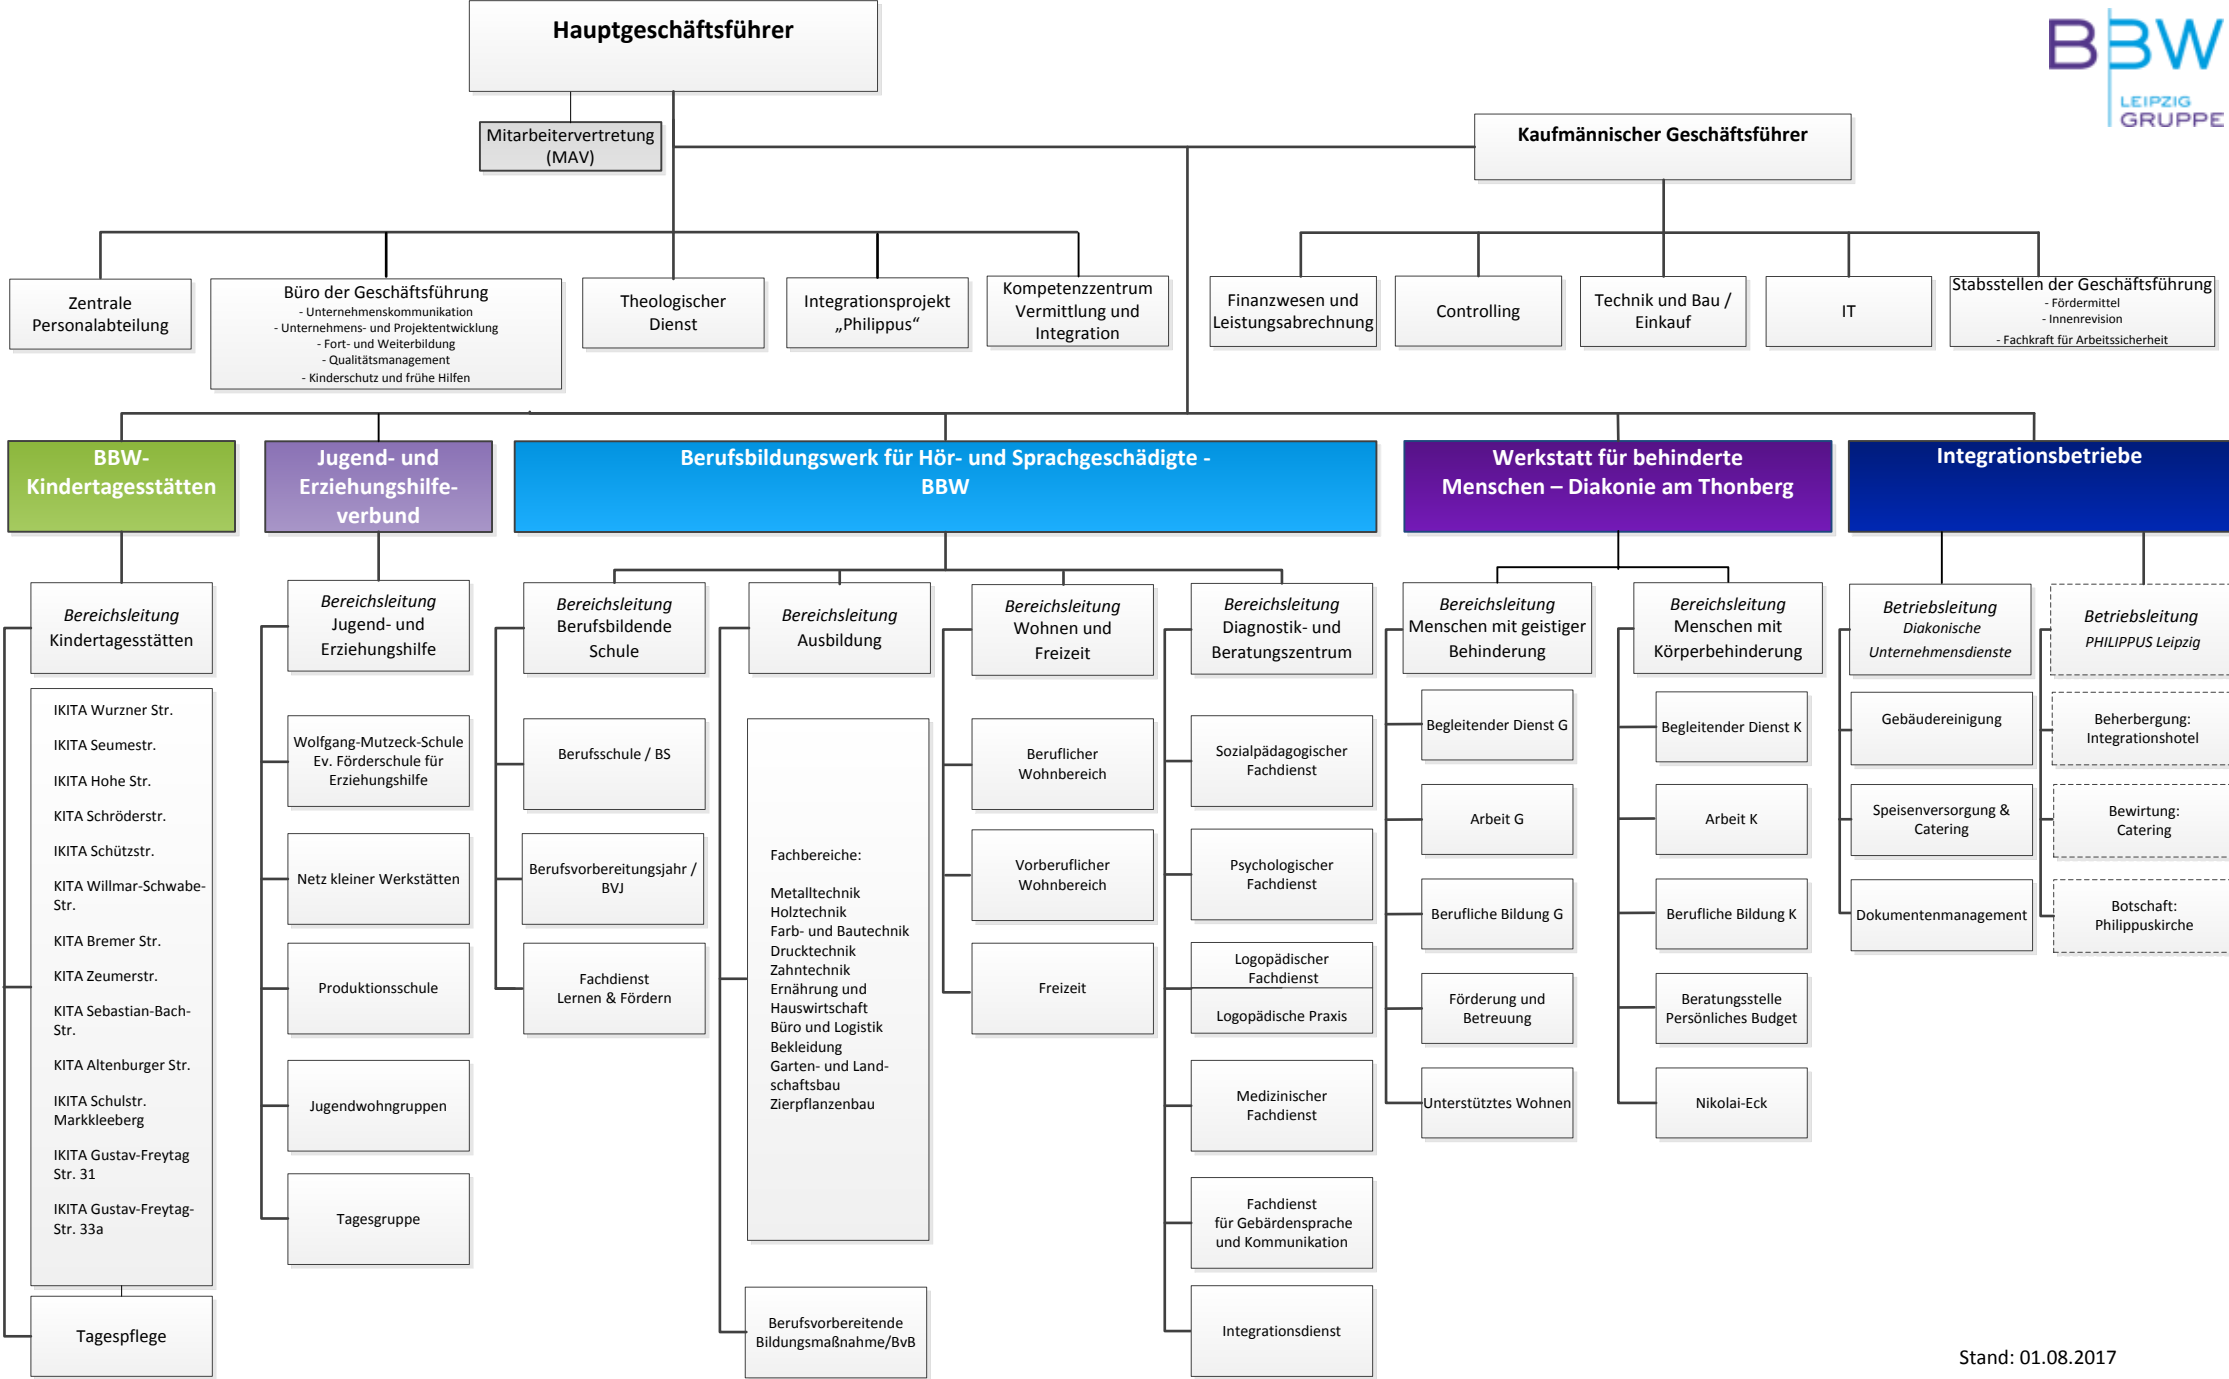 Hauptgeschäftsführer
BBW
LEIPZIG
GRUPPE
Mitarbeitervertretung
(MAV)
Kaufmännischer Geschäftsführer
Zentrale
Personalabteilung
Büro der Geschäftsführung
- Unternehmenskommunikation
- Unternehmens- und Projektentwicklung
- Fort- und Weiterbildung
- Qualitätsmanagement
- Kinderschutz und frühe Hilfen
Theologischer
Dienst
Integrationsprojekt
„Philippus“
Kompetenzzentrum
Vermittlung und
Integration
Finanzwesen und
Leistungsabrechnung
Controlling
Technik und Bau /
Einkauf
IT
Stabsstellen der Geschäftsführung
- Fördermittel
- Innenrevision
- Fachkraft für Arbeitssicherheit
BBW-
Kindertagesstätten
Jugend- und
Erziehungshilfe-
verbund
Berufsbildungswerk für Hör- und Sprachgeschädigte -
BBW
Werkstatt für behinderte
Menschen – Diakonie am Thonberg
Integrationsbetriebe
Bereichsleitung
Kindertagesstätten
IKITA Wurzner Str.
IKITA Seumestr.
IKITA Hohe Str.
KITA Schröderstr.
IKITA Schützstr.
KITA Willmar-Schwabe-
Str.
KITA Bremer Str.
KITA Zeumerstr.
KITA Sebastian-Bach-
Str.
KITA Altenburger Str.
IKITA Schulstr.
Markkleeberg
IKITA Gustav-Freytag
Str. 31
IKITA Gustav-Freytag-
Str. 33a
Tagespflege
Bereichsleitung
Jugend- und
Erziehungshilfe
Wolfgang-Mutzeck-Schule
Ev. Förderschule für
Erziehungshilfe
Netz kleiner Werkstätten
Produktionsschule
Jugendwohngruppen
Tagesgruppe
Bereichsleitung
Berufsbildende
Schule
Berufsschule / BS
Berufsvorbereitungsjahr /
BVJ
Fachdienst
Lernen & Fördern
Bereichsleitung
Ausbildung
Fachbereiche:
Metalltechnik
Holztechnik
Farb- und Bautechnik
Drucktechnik
Zahntechnik
Ernährung und
Hauswirtschaft
Büro und Logistik
Bekleidung
Garten- und Land-
schaftsbau
Zierpflanzenbau
Berufsvorbereitende
Bildungsmaßnahme/BvB
Bereichsleitung
Wohnen und
Freizeit
Beruflicher
Wohnbereich
Vorberuflicher
Wohnbereich
Freizeit
Bereichsleitung
Diagnostik- und
Beratungszentrum
Sozialpädagogischer
Fachdienst
Psychologischer
Fachdienst
Logopädischer
Fachdienst
Logopädische Praxis
Medizinischer
Fachdienst
Fachdienst
für Gebärdensprache
und Kommunikation
Integrationsdienst
Bereichsleitung
Menschen mit geistiger
Behinderung
Begleitender Dienst G
Arbeit G
Berufliche Bildung G
Förderung und
Betreuung
Unterstütztes Wohnen
Bereichsleitung
Menschen mit
Körperbehinderung
Begleitender Dienst K
Arbeit K
Berufliche Bildung K
Beratungsstelle
Persönliches Budget
Nikolai-Eck
Betriebsleitung
Diakonische
Unternehmensdienste
Gebäudereinigung
Speisenversorgung &
Catering
Dokumentenmanagement
Betriebsleitung
PHILIPPUS Leipzig
Beherbergung:
Integrationshotel
Bewirtung:
Catering
Botschaft:
Philippuskirche
Stand: 01.08.2017